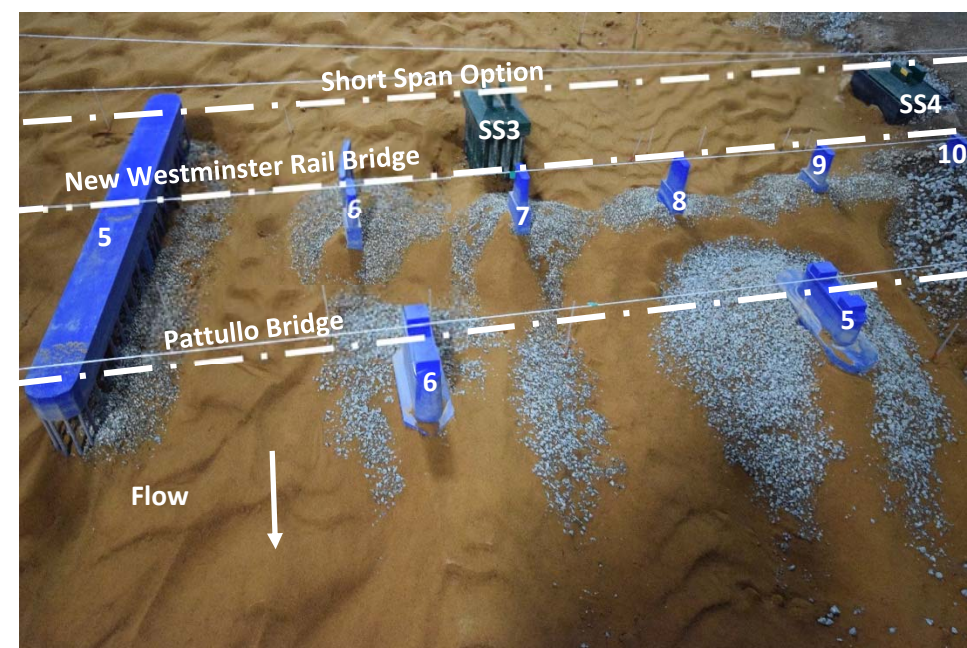 Short Span Option
SS4
SS3
New Westminster Rail Bridge
10
9
8
7
6
5
Pattullo Bridge
5
6
Flow